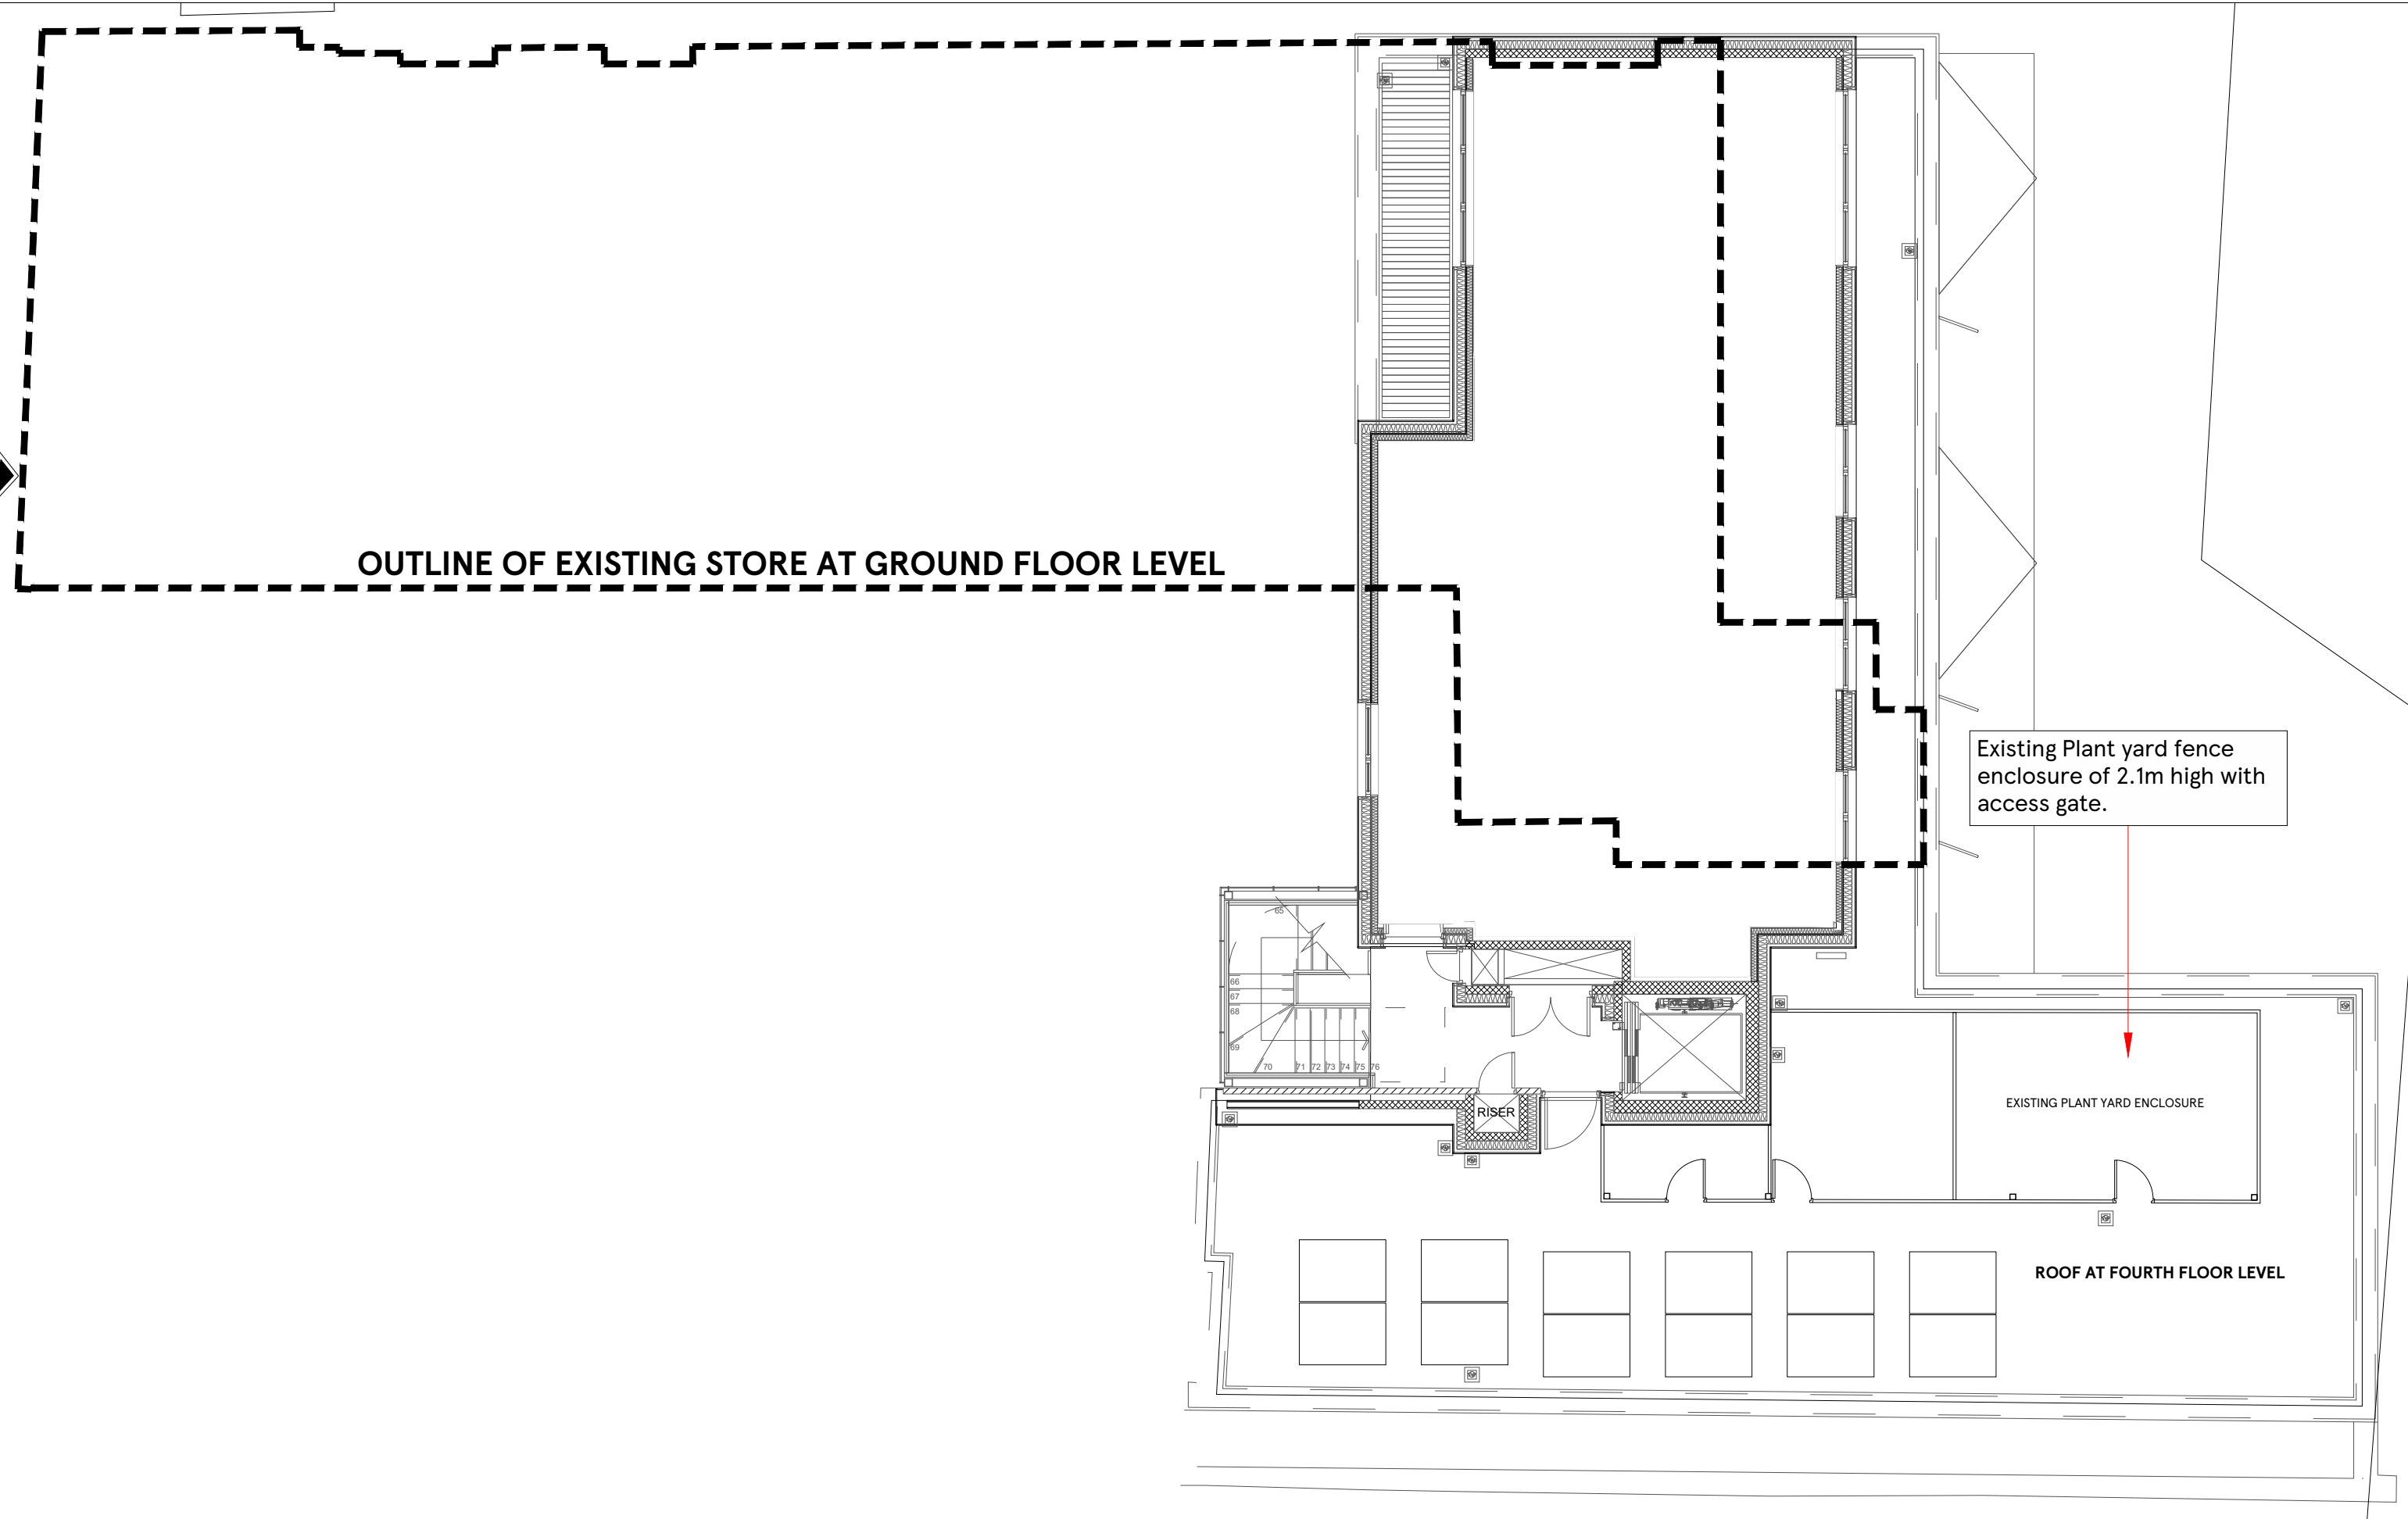 OUTLINE OF EXISTING STORE AT GROUND FLOOR LEVEL
Existing Plant yard fence
enclosure of 2.1m high with
access gate.
65
66
67
68
69
70
71
72
73
74
75
76
RISER
EXISTING PLANT YARD ENCLOSURE
ROOF AT FOURTH FLOOR LEVEL